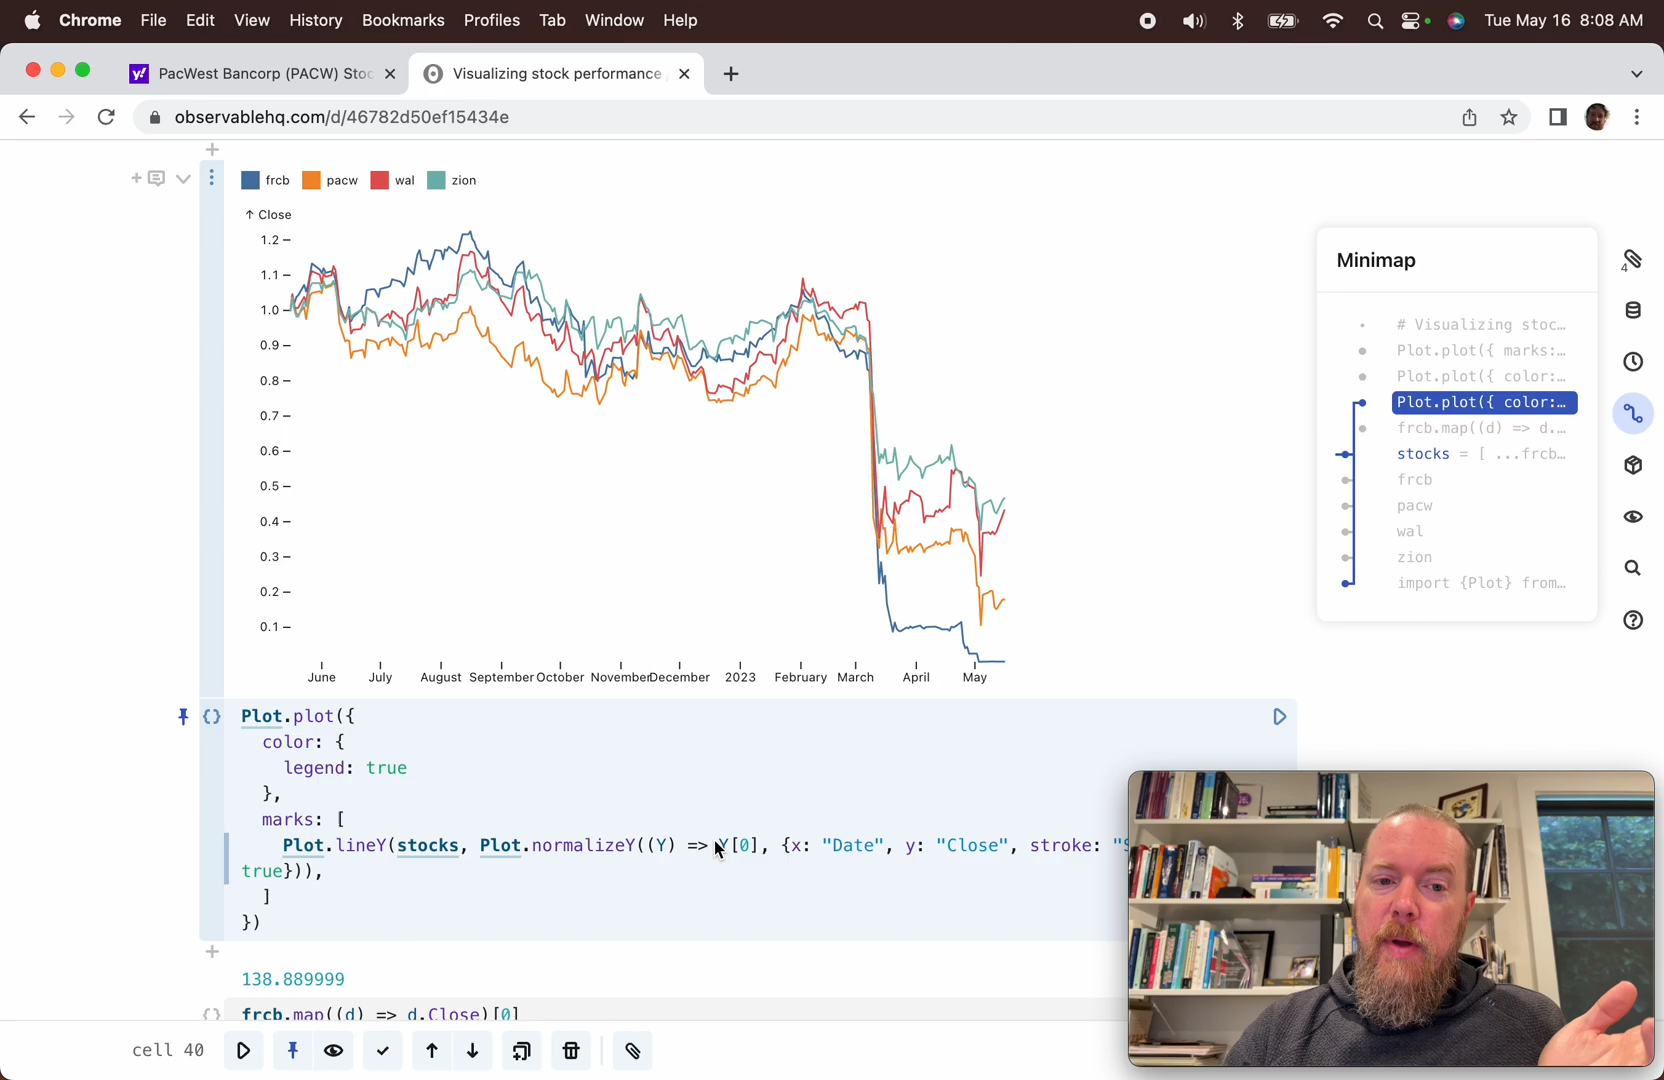 Chrome File Edit View History Bookmarks Profiles Tab Window Help Tue May 16 8:08 AM
PacWest Bancorp (PACW) Stoc Visualizing stock performance
observablehq.com/d/46782d50ef15434e
frcb pacw wal zion
↑ Close
1.2
1.1
1.0
0.9
0.8
0.7
0.6
0.5
0.4
0.3
0.2
0.1
June July August September October November December 2023 February March April May
Minimap
# Visualizing stoc…
Plot.plot({ marks:…
Plot.plot({ color:…
Plot.plot({ color:…
frcb.map((d) => d.…
stocks = [ ...frcb…
frcb
pacw
wal
zion
import {Plot} from…
4
Plot.plot({
color: {
legend: true
},
marks: [
Plot.lineY(stocks, Plot.normalizeY((Y) => Y[0], {x: "Date", y: "Close", stroke: "
true})),
]
})
138.889999
frcb.map((d) => d.Close)[0]
cell 40